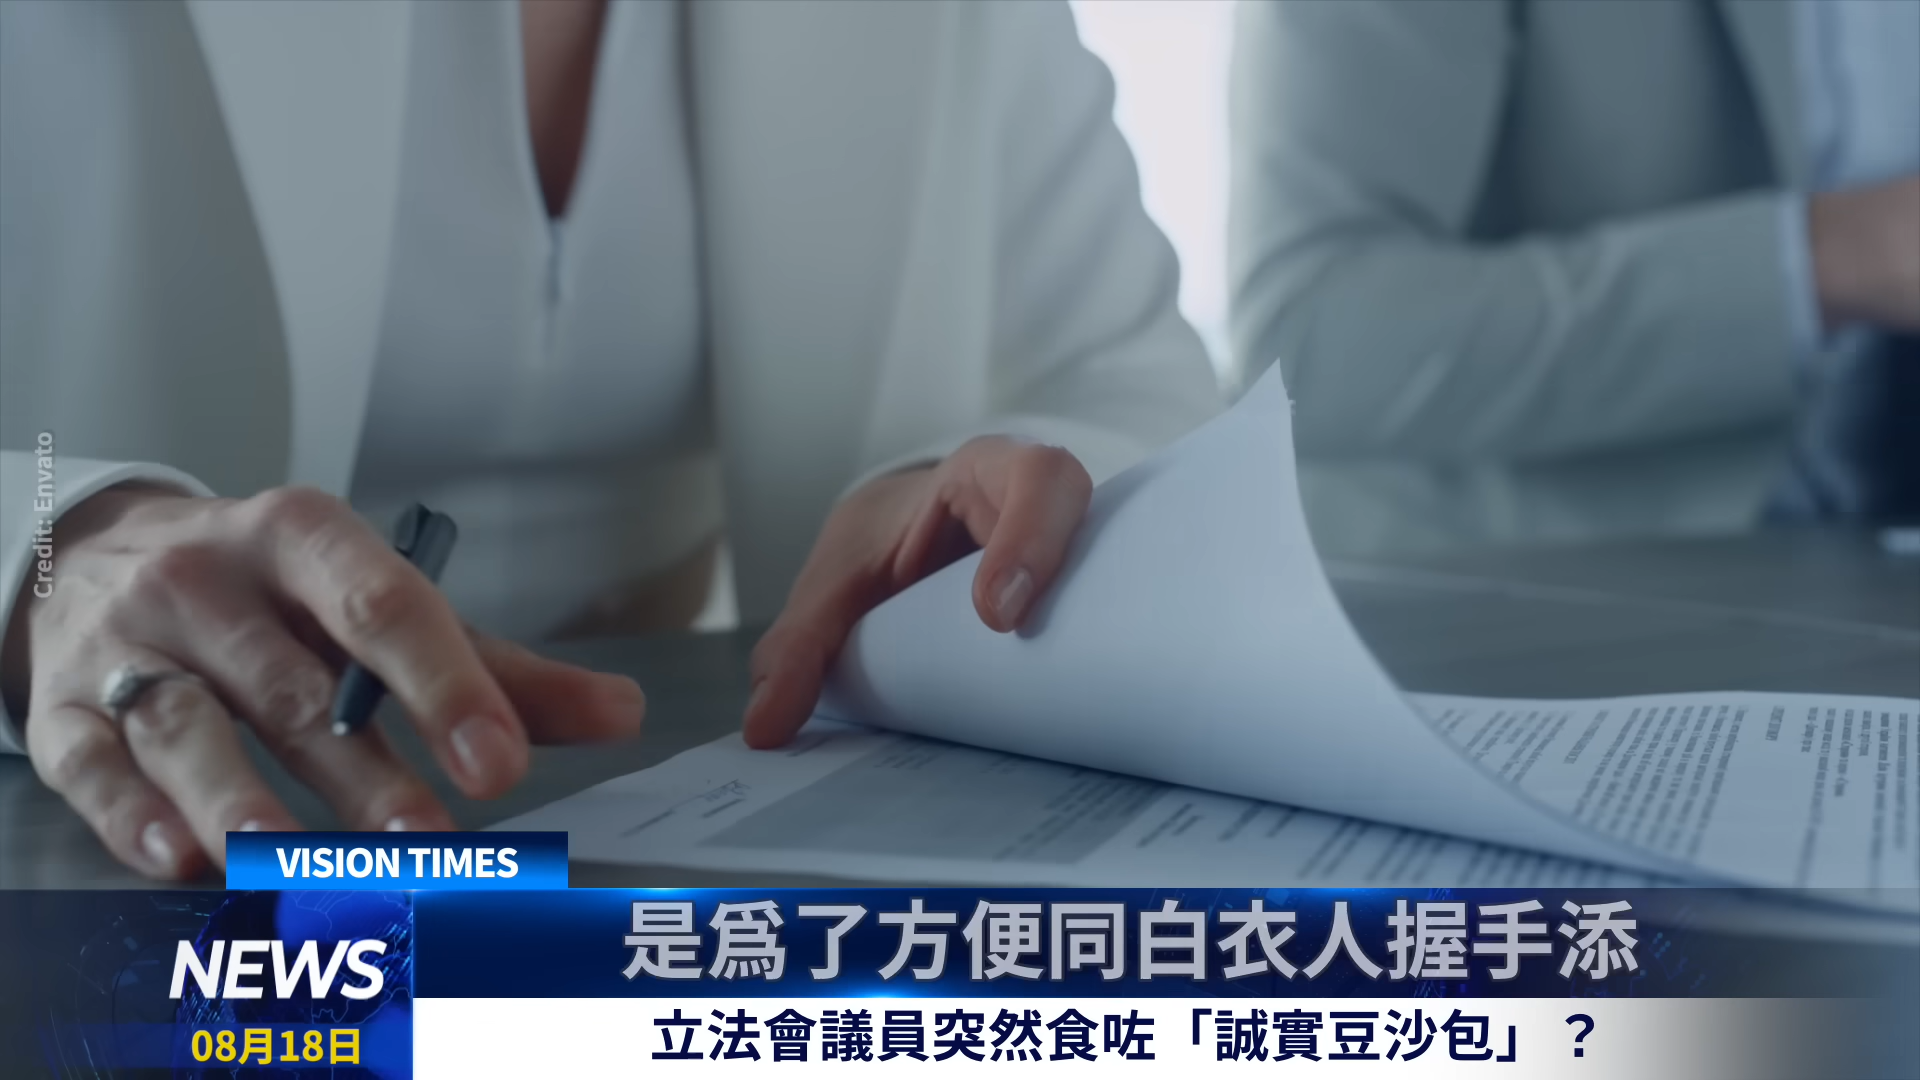 Credit: Envato
VISION TIMES
NEWS
08月18日
是爲了方便同白衣人握手添
立法會議員突然食咗「誠實豆沙包」？